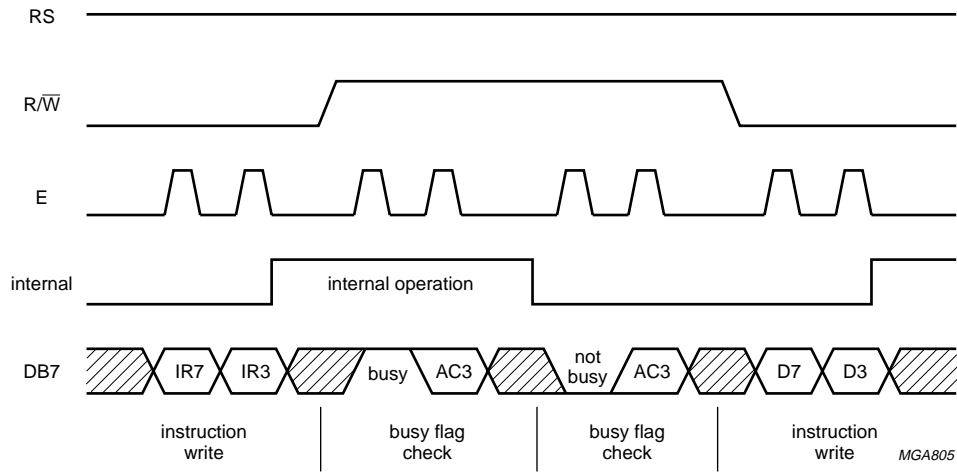 RS
R/W̅
E
internal
internal operation
DB7
IR7 IR3 busy AC3 not busy AC3 D7 D3
instruction write
busy flag check
busy flag check
instruction write
MGA805